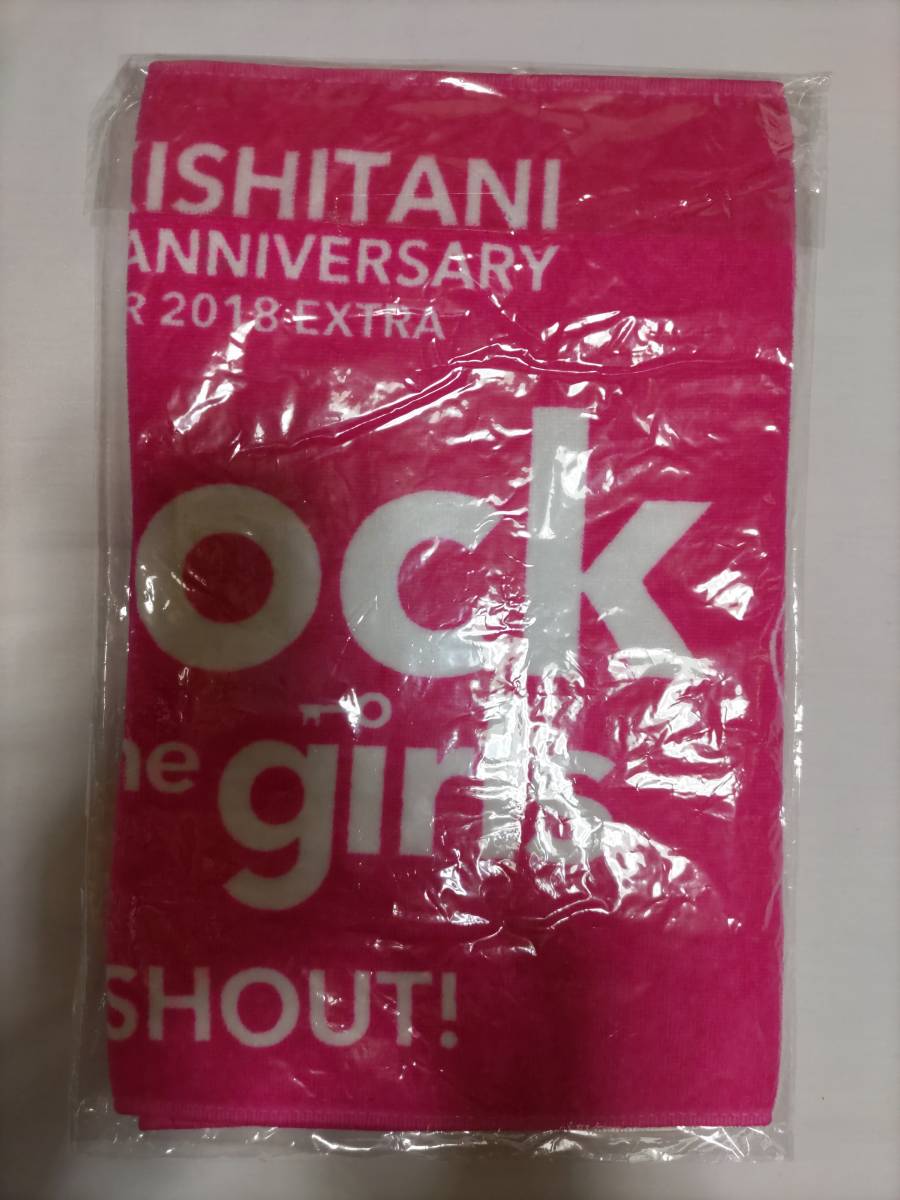 KISHITANI
ANNIVERSARY
R 2018 EXTRA
ock
he girls
SHOUT!